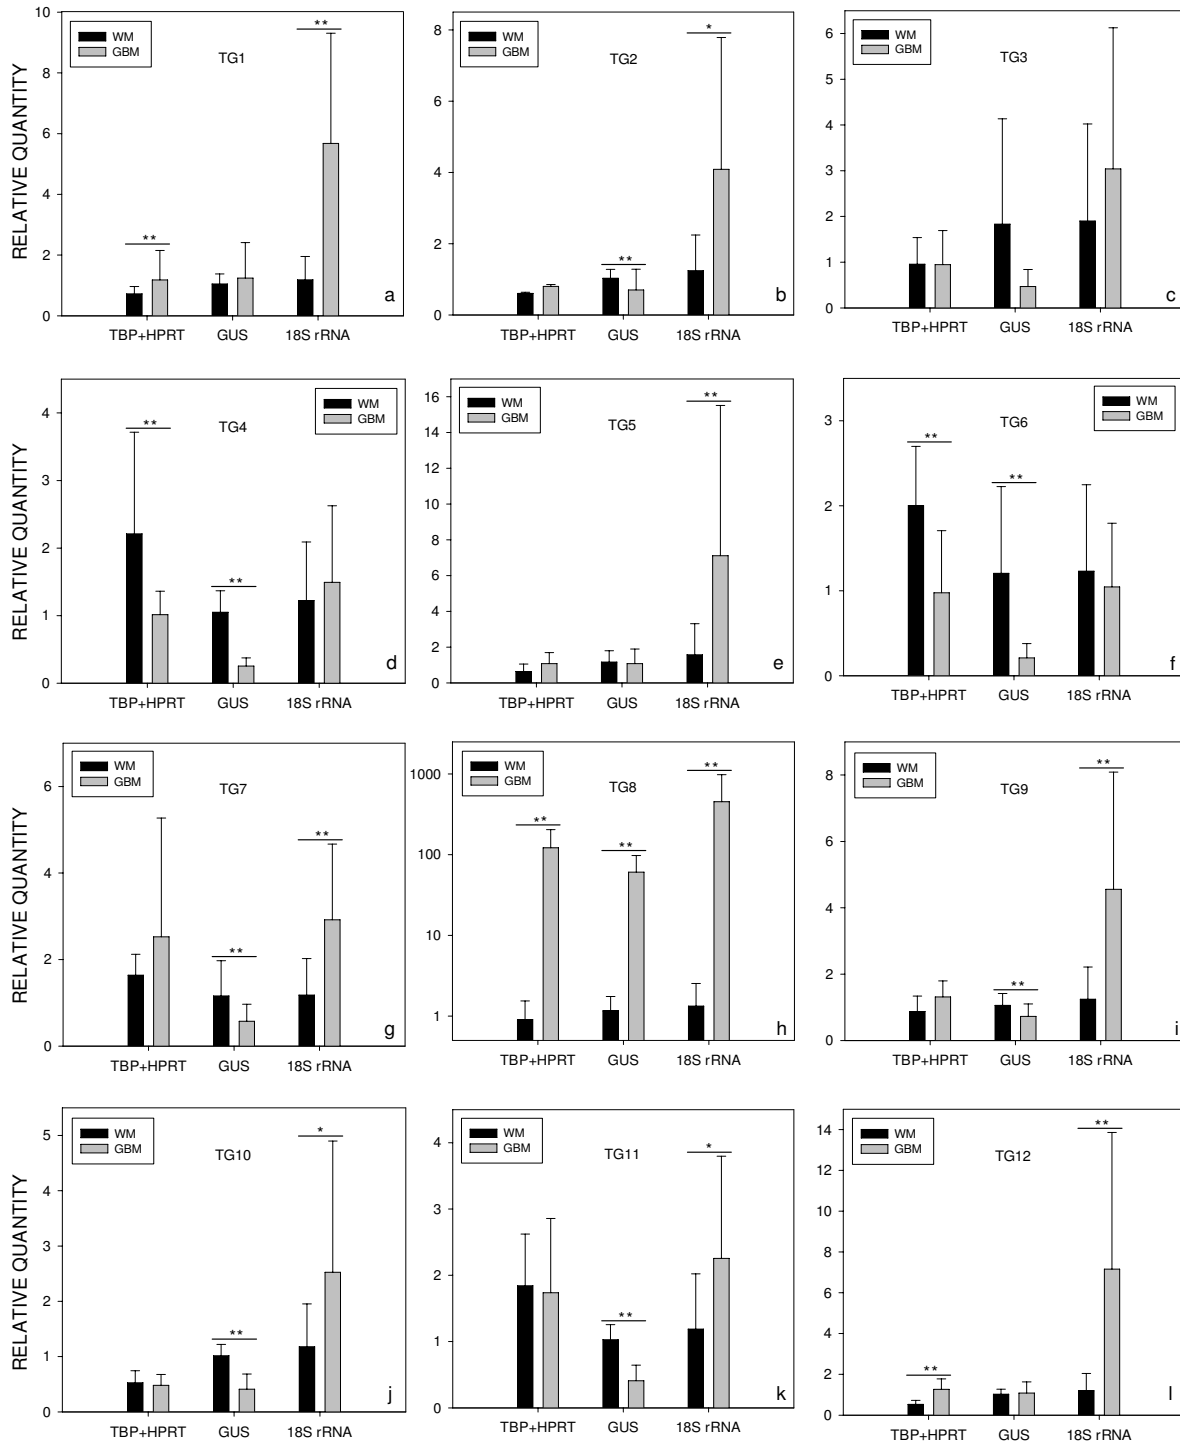 RELATIVE QUANTITY
10
8
6
4
2
0
WM
GBM
TG1
**
**
a
TBP+HPRT GUS 18S rRNA
8
6
4
2
0
WM
GBM
TG2
*
**
b
TBP+HPRT GUS 18S rRNA
6
5
4
3
2
1
0
WM
GBM
TG3
c
TBP+HPRT GUS 18S rRNA
RELATIVE QUANTITY
4
3
2
1
0
WM
GBM
TG4
**
**
d
TBP+HPRT GUS 18S rRNA
16
14
12
10
8
6
4
2
0
WM
GBM
TG5
**
e
TBP+HPRT GUS 18S rRNA
3
2
1
0
WM
GBM
TG6
**
**
f
TBP+HPRT GUS 18S rRNA
RELATIVE QUANTITY
6
4
2
0
WM
GBM
TG7
**
**
g
TBP+HPRT GUS 18S rRNA
1000
100
10
1
WM
GBM
TG8
**
**
**
h
TBP+HPRT GUS 18S rRNA
8
6
4
2
0
WM
GBM
TG9
**
**
i
TBP+HPRT GUS 18S rRNA
RELATIVE QUANTITY
5
4
3
2
1
0
WM
GBM
TG10
*
**
j
TBP+HPRT GUS 18S rRNA
4
3
2
1
0
WM
GBM
TG11
*
**
k
TBP+HPRT GUS 18S rRNA
14
12
10
8
6
4
2
0
WM
GBM
TG12
**
**
l
TBP+HPRT GUS 18S rRNA